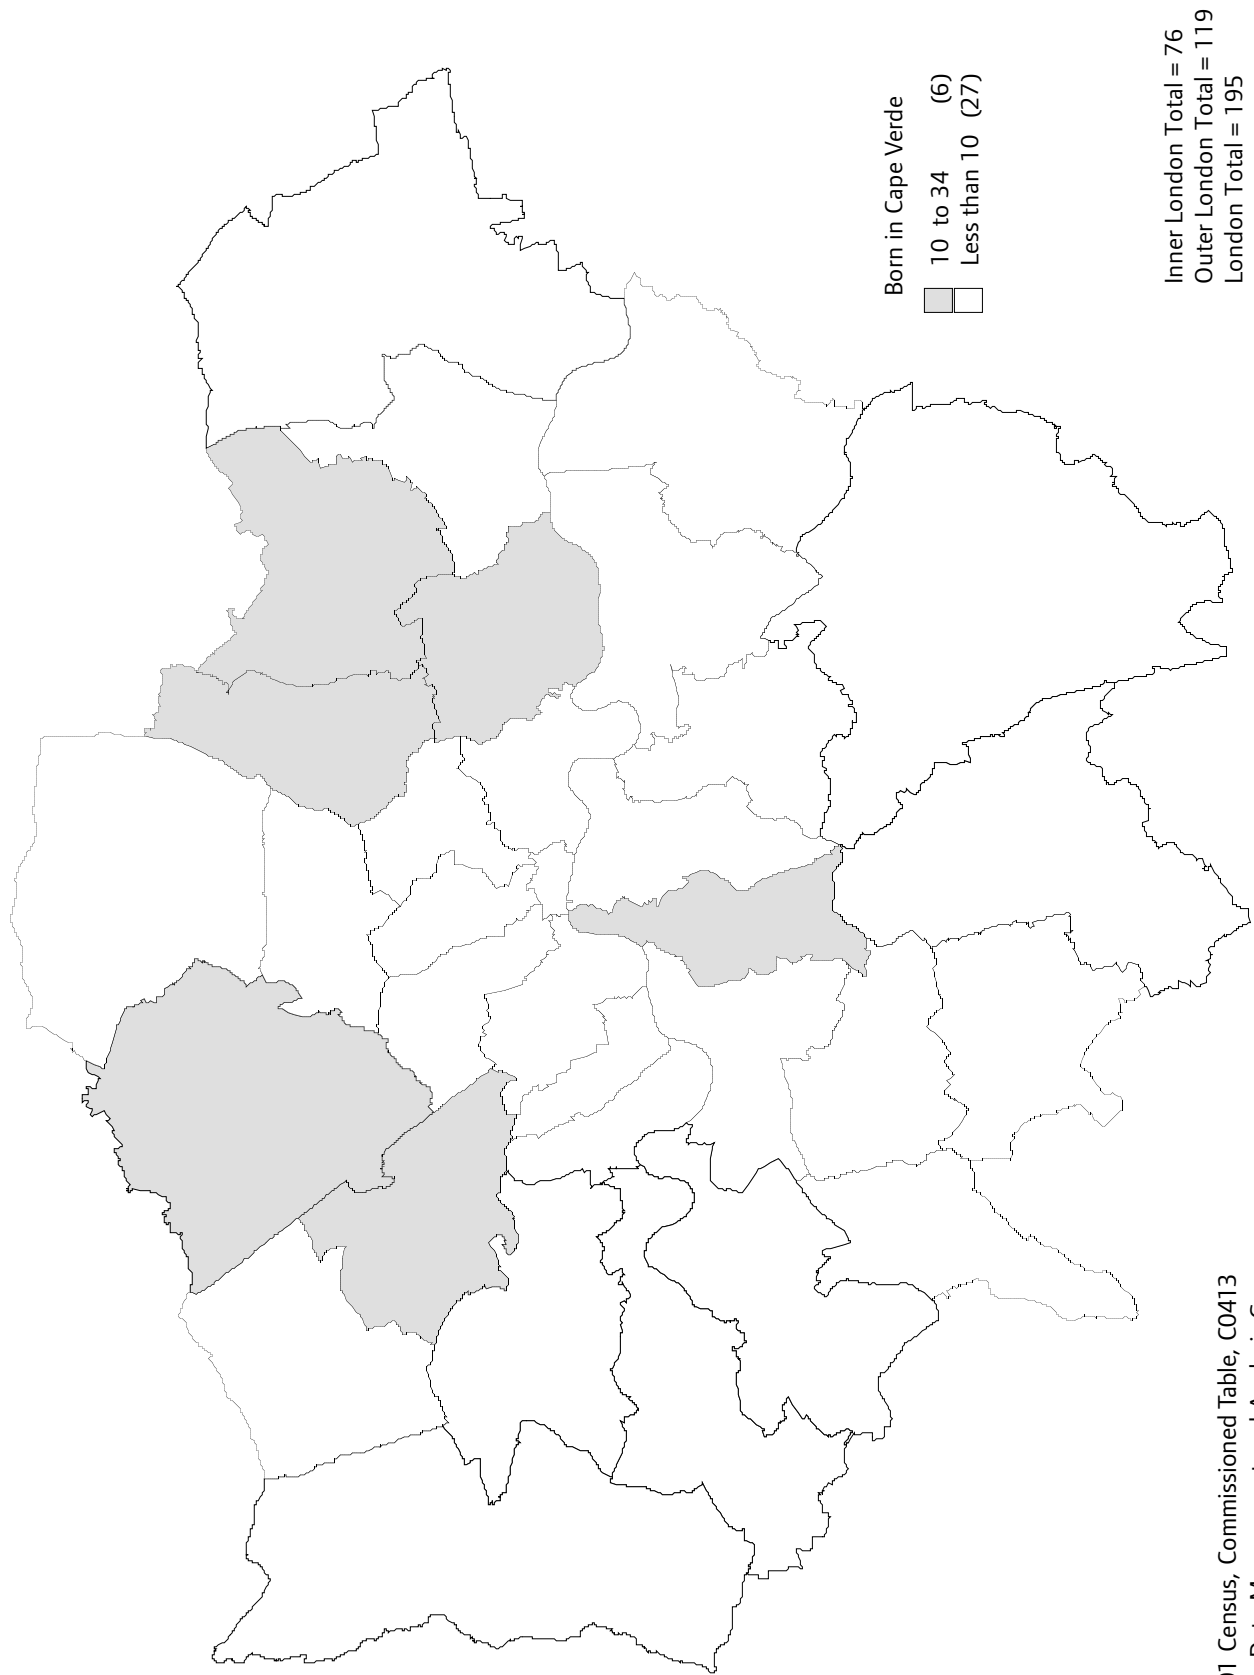 Born in Cape Verde
10 to 34 (6)
Less than 10 (27)
Inner London Total = 76
Outer London Total = 119
London Total = 195
Census, Commissioned Table, C0413